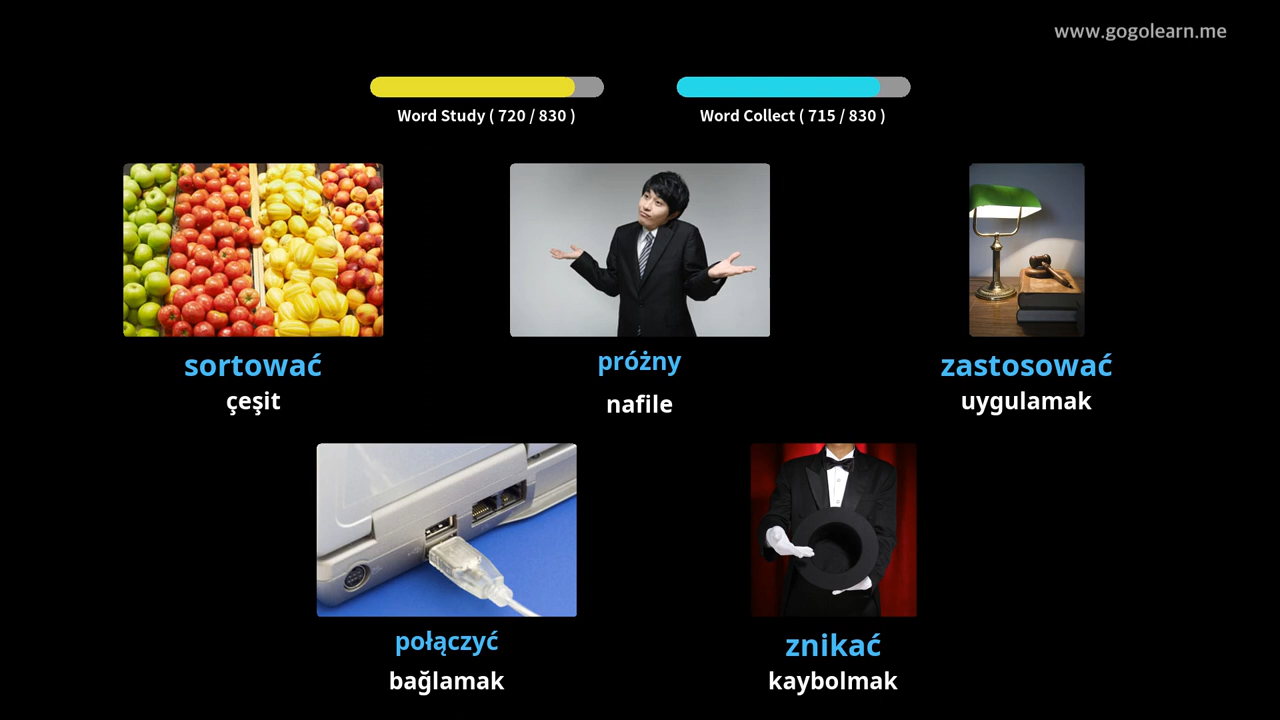 www.gogolearn.me
Word Study ( 720 / 830 )
Word Collect ( 715 / 830 )
sortować
çeşit
próżny
nafile
zastosować
uygulamak
połączyć
bağlamak
znikać
kaybolmak